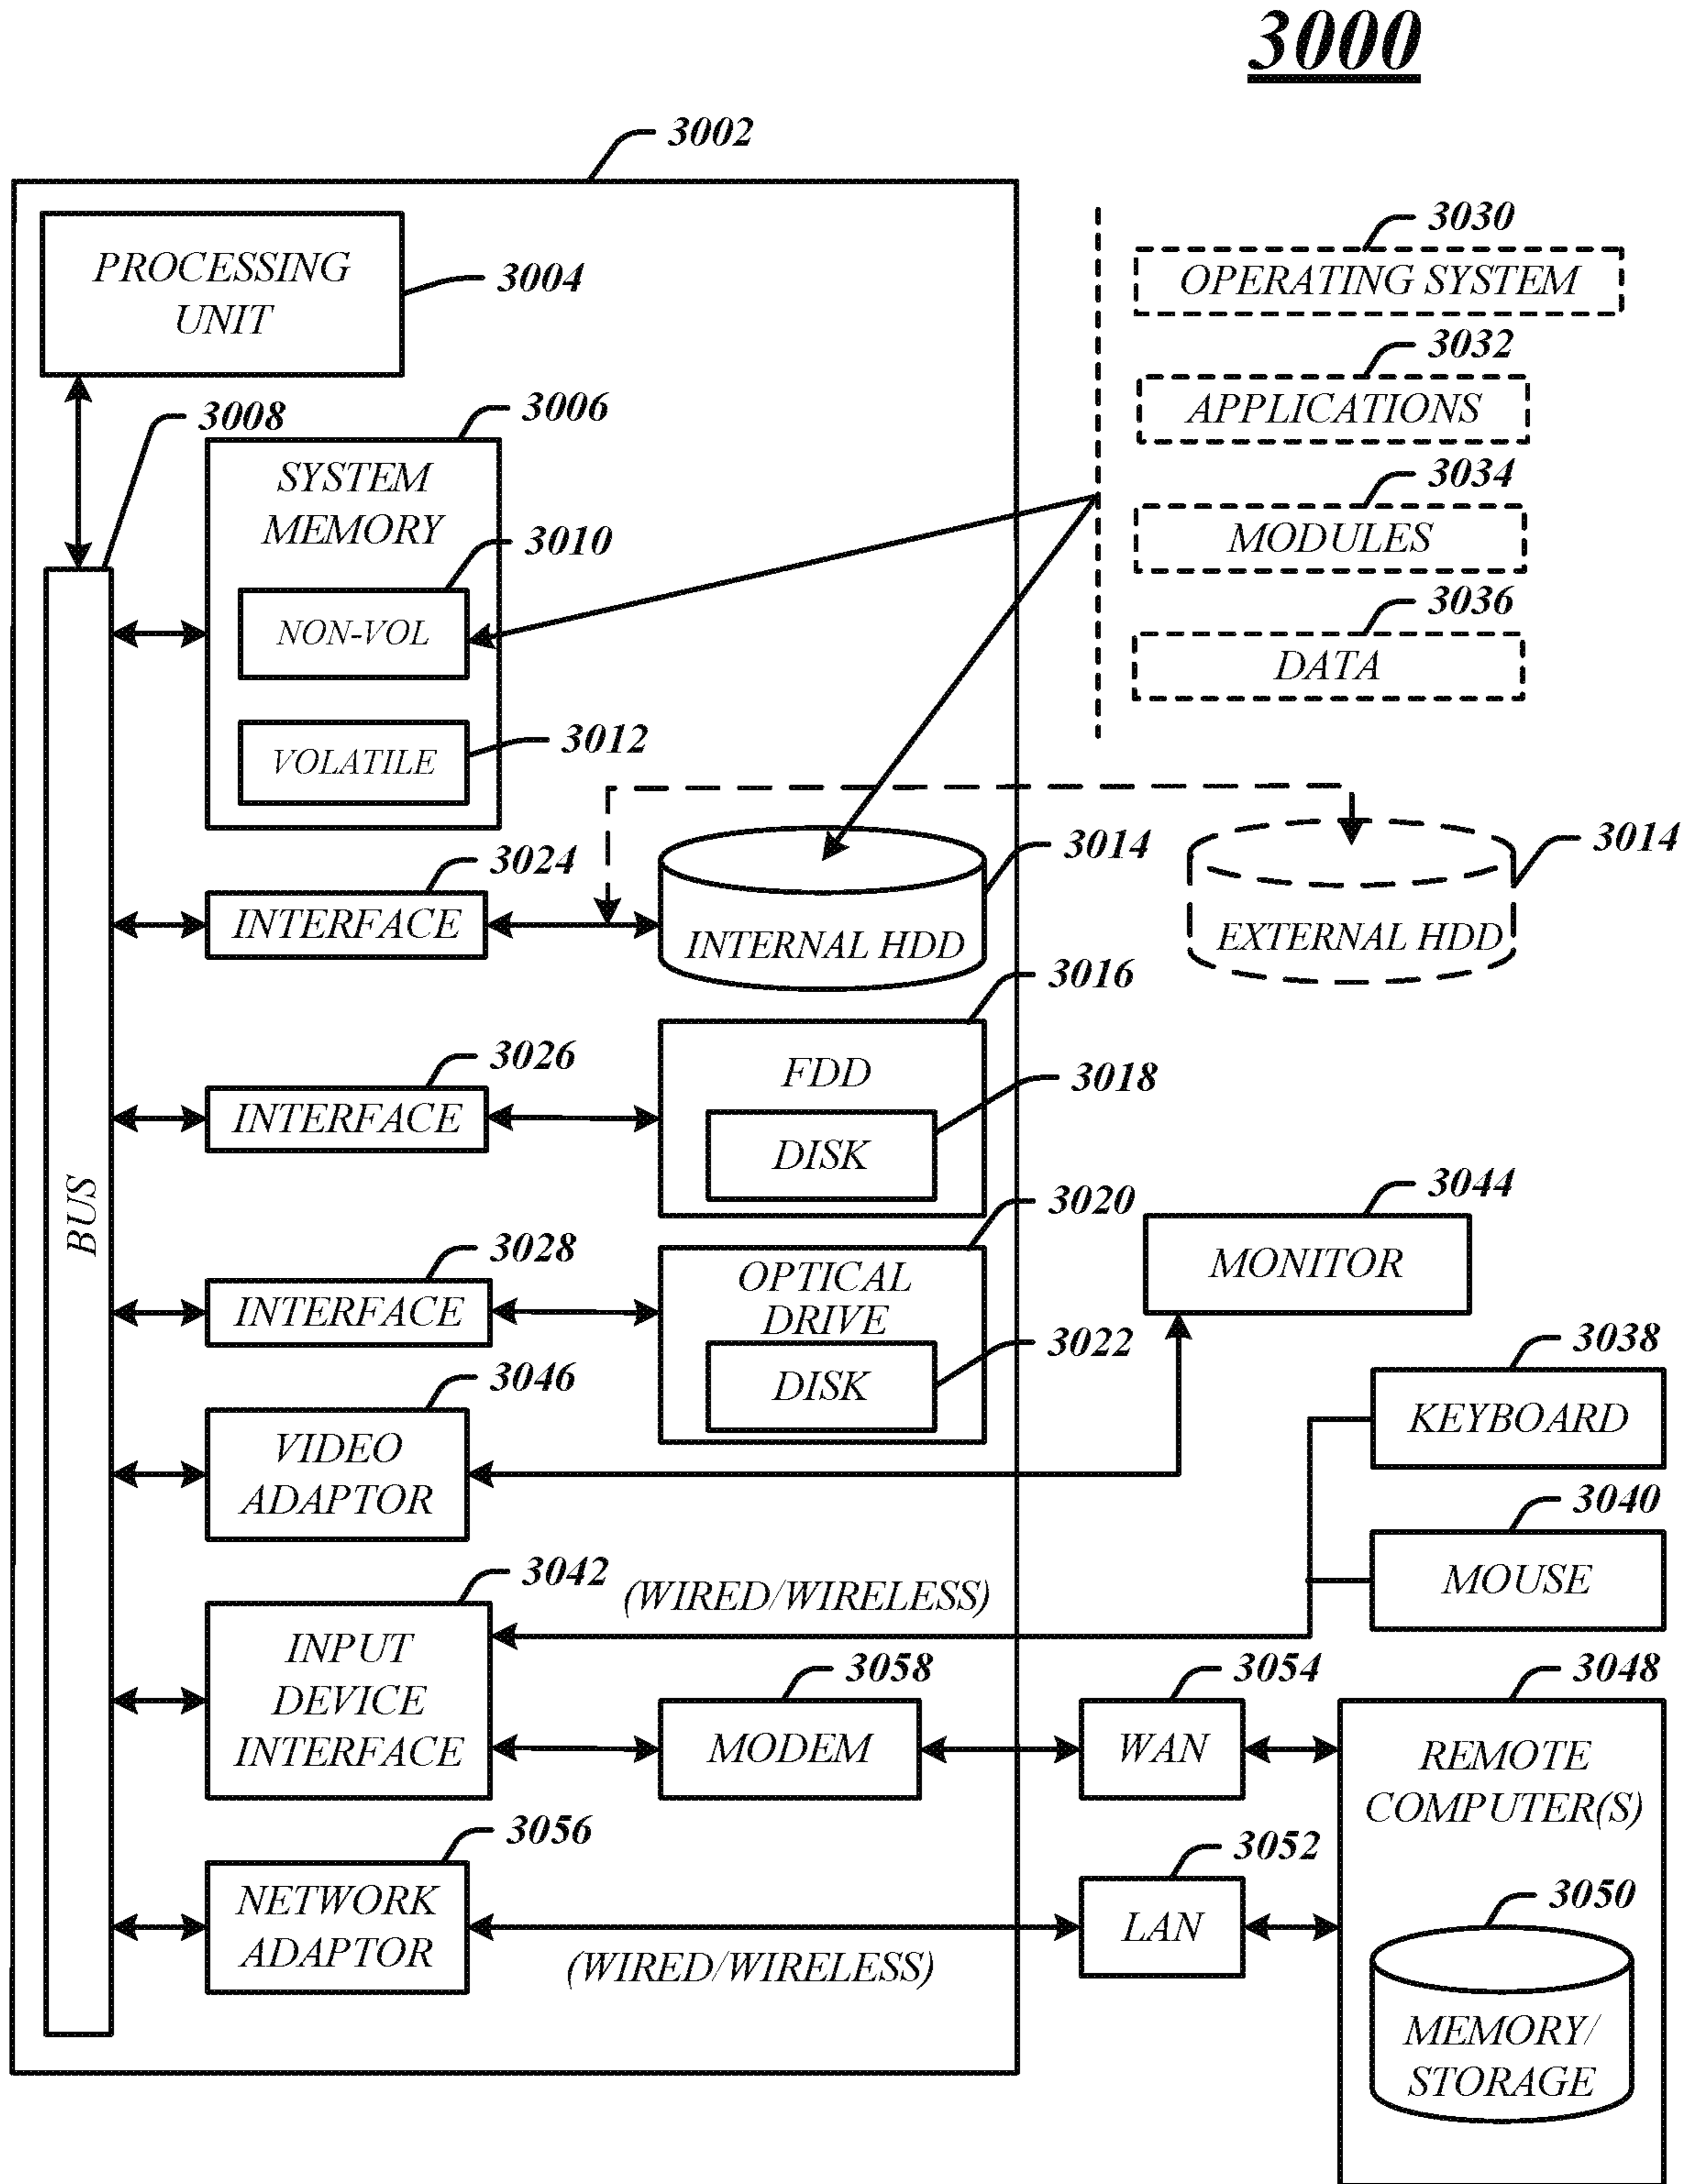 3000
3002
PROCESSING
UNIT
3004
3030
OPERATING SYSTEM
3032
APPLICATIONS
3034
MODULES
3036
DATA
3008
3006
SYSTEM
MEMORY
3010
NON-VOL
3012
VOLATILE
3024
INTERFACE
3014
INTERNAL HDD
3014
EXTERNAL HDD
3016
3026
INTERFACE
FDD
3018
DISK
BUS
3020
3028
INTERFACE
OPTICAL
DRIVE
3022
DISK
3044
MONITOR
3046
VIDEO
ADAPTOR
3038
KEYBOARD
3040
MOUSE
3042
(WIRED/WIRELESS)
INPUT
DEVICE
INTERFACE
3058
MODEM
3054
WAN
3048
REMOTE
COMPUTER(S)
3056
NETWORK
ADAPTOR
(WIRED/WIRELESS)
3052
LAN
3050
MEMORY/
STORAGE